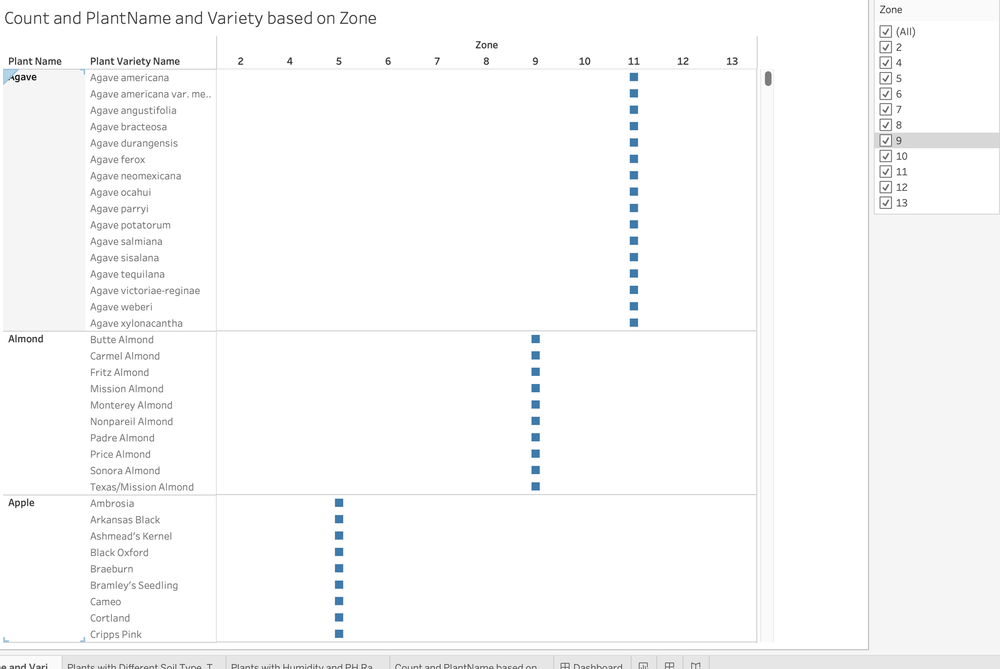 Count and PlantName and Variety based on Zone
Zone
Plant Name Plant Variety Name 2 4 5 6 7 8 9 10 11 12 13
Agave Agave americana
Agave americana var. me..
Agave angustifolia
Agave bracteosa
Agave durangensis
Agave ferox
Agave neomexicana
Agave ocahui
Agave parryi
Agave potatorum
Agave salmiana
Agave sisalana
Agave tequilana
Agave victoriae-reginae
Agave weberi
Agave xylonacantha
Almond Butte Almond
Carmel Almond
Fritz Almond
Mission Almond
Monterey Almond
Nonpareil Almond
Padre Almond
Price Almond
Sonora Almond
Texas/Mission Almond
Apple Ambrosia
Arkansas Black
Ashmead's Kernel
Black Oxford
Braeburn
Bramley's Seedling
Cameo
Cortland
Cripps Pink
Zone
(All)
2
4
5
6
7
8
9
10
11
12
13
e and Vari.. Plants with Different Soil Type, T.. Plants with Humidity and PH Ra.. Count and PlantName based on.. Dashboard